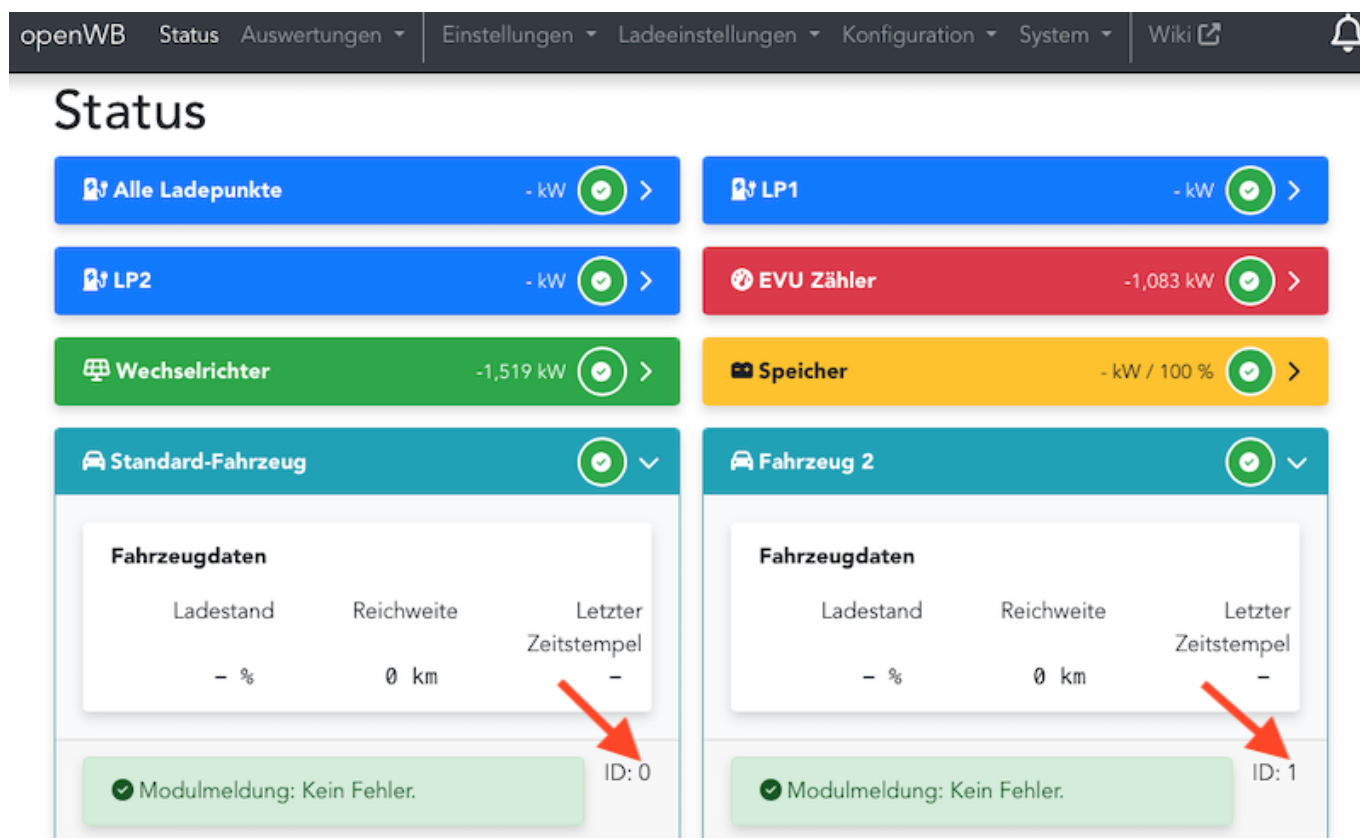 openWB Status Auswertungen Einstellungen Ladeeinstellungen Konfiguration System Wiki
Status
Alle Ladepunkte - kW
LP1 - kW
LP2 - kW
EVU Zähler -1,083 kW
Wechselrichter -1,519 kW
Speicher - kW / 100 %
Standard-Fahrzeug
Fahrzeugdaten
Ladestand Reichweite Letzter
Zeitstempel
- % 0 km -
Modulmeldung: Kein Fehler.
ID: 0
Fahrzeug 2
Fahrzeugdaten
Ladestand Reichweite Letzter
Zeitstempel
- % 0 km -
Modulmeldung: Kein Fehler.
ID: 1